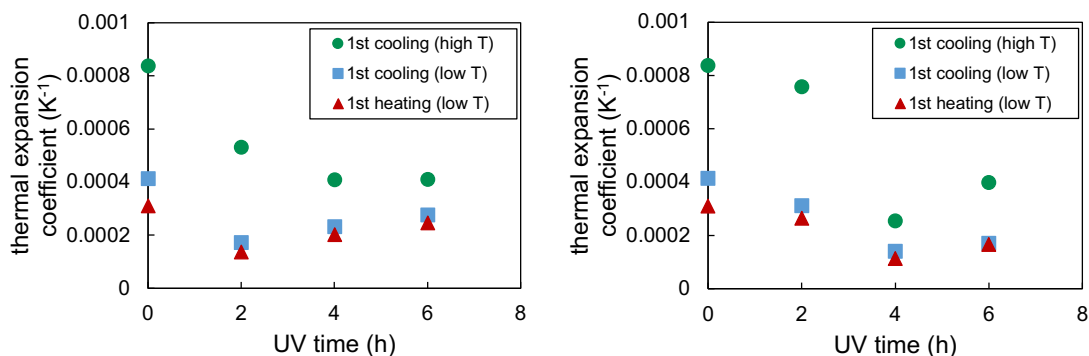 0.001
0.0008
0.0006
0.0004
0.0002
0
thermal expansion
coefficient (K-1)
1st cooling (high T)
1st cooling (low T)
1st heating (low T)
0 2 4 6 8
UV time (h)
0.001
0.0008
0.0006
0.0004
0.0002
0
thermal expansion
coefficient (K-1)
1st cooling (high T)
1st cooling (low T)
1st heating (low T)
0 2 4 6 8
UV time (h)